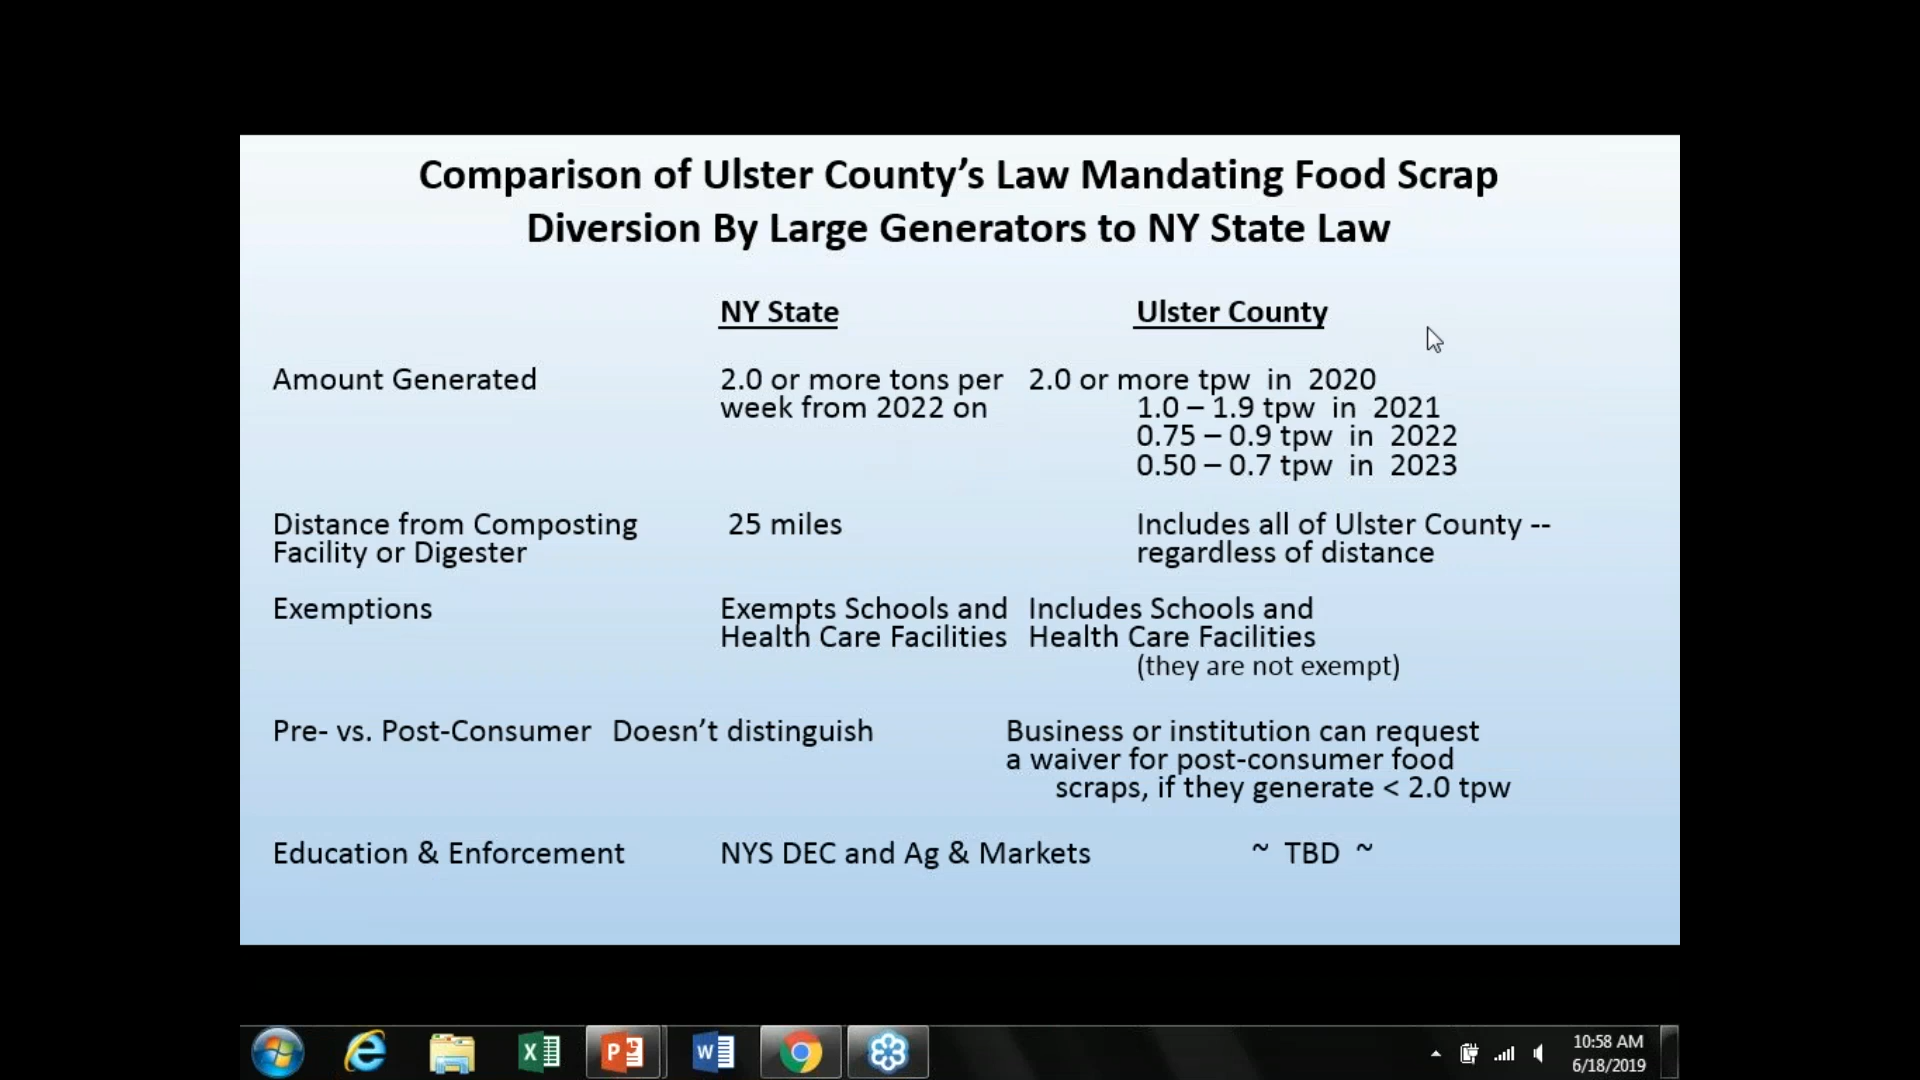 Comparison of Ulster County’s Law Mandating Food Scrap
Diversion By Large Generators to NY State Law
NY State Ulster County
Amount Generated 2.0 or more tons per 2.0 or more tpw in 2020
week from 2022 on 1.0 – 1.9 tpw in 2021
0.75 – 0.9 tpw in 2022
0.50 – 0.7 tpw in 2023
Distance from Composting 25 miles Includes all of Ulster County --
Facility or Digester regardless of distance
Exemptions Exempts Schools and Includes Schools and
Health Care Facilities Health Care Facilities
(they are not exempt)
Pre- vs. Post-Consumer Doesn’t distinguish Business or institution can request
a waiver for post-consumer food
scraps, if they generate < 2.0 tpw
Education & Enforcement NYS DEC and Ag & Markets ~ TBD ~
10:58 AM
6/18/2019